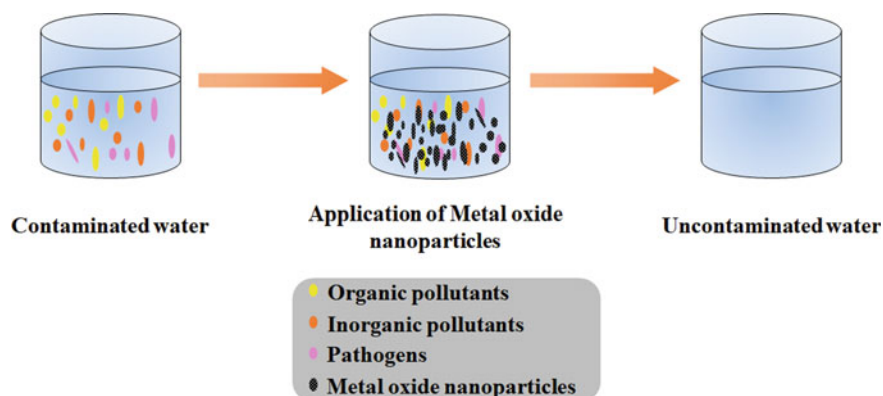 Contaminated water
Application of Metal oxide
nanoparticles
Uncontaminated water
Organic pollutants
Inorganic pollutants
Pathogens
Metal oxide nanoparticles